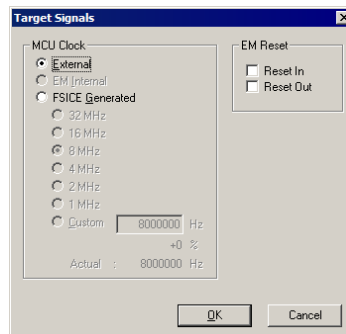 Target Signals
MCU Clock
External
EM Internal
FSICE Generated
32 MHz
16 MHz
8 MHz
4 MHz
2 MHz
1 MHz
Custom 8000000 Hz
+0 %
Actual : 8000000 Hz
EM Reset
Reset In
Reset Out
OK Cancel